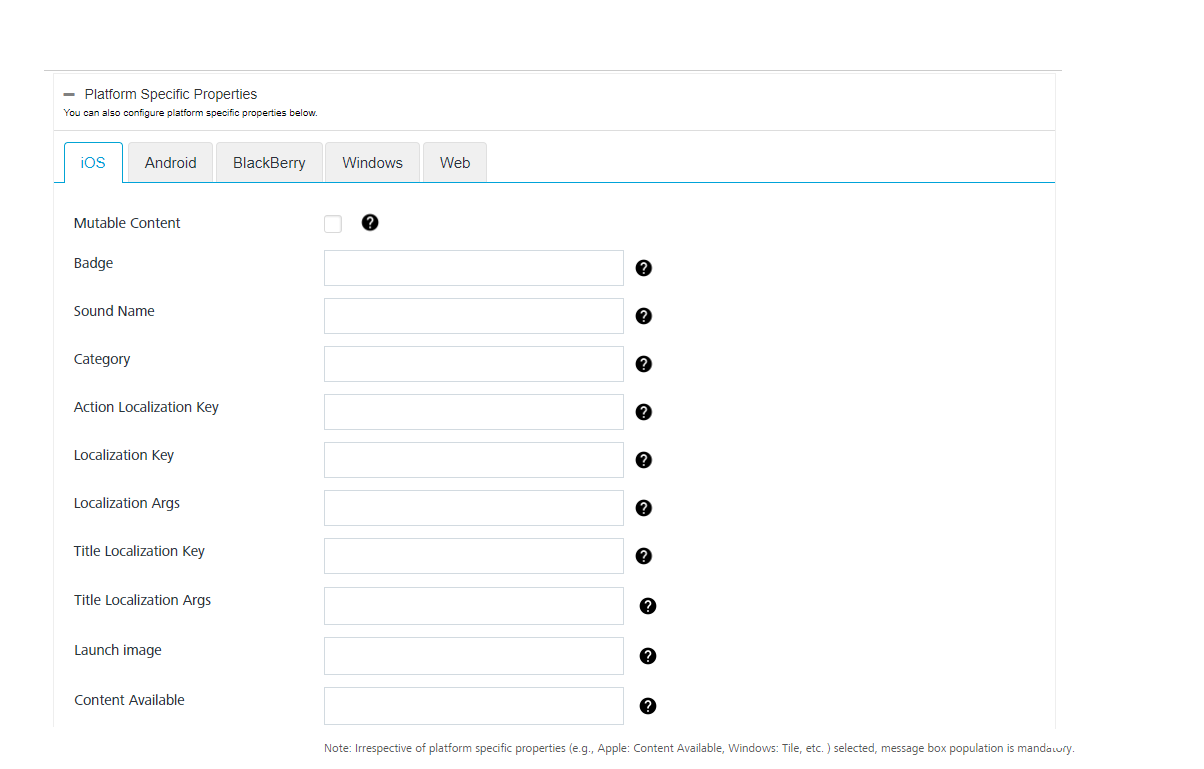 Platform Specific Properties
You can also configure platform specific properties below.
iOS Android BlackBerry Windows Web
Mutable Content
Badge
Sound Name
Category
Action Localization Key
Localization Key
Localization Args
Title Localization Key
Title Localization Args
Launch image
Content Available
Note: Irrespective of platform specific properties (e.g., Apple: Content Available, Windows: Tile, etc. ) selected, message box population is mandatory.